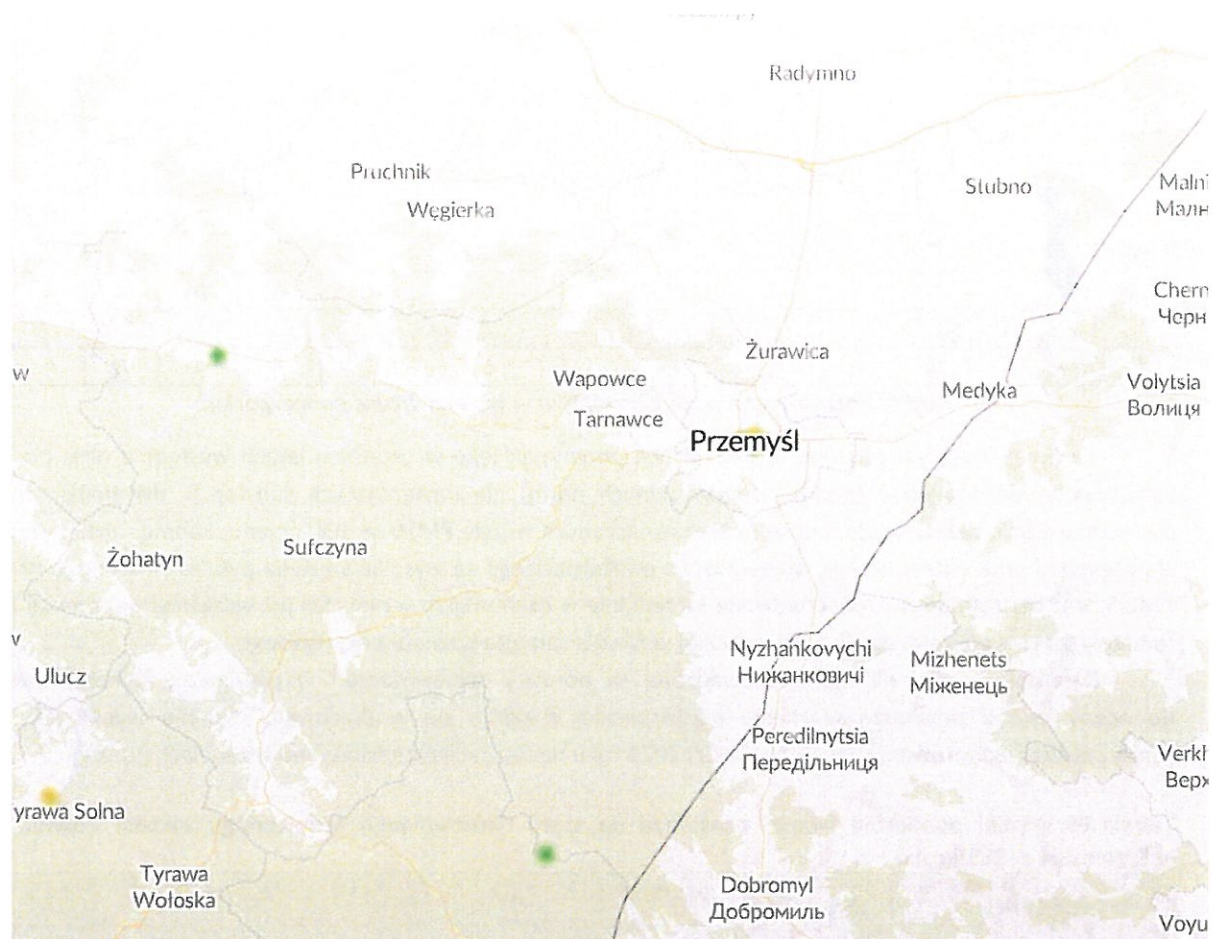 Radymno
Pruchnik
Węgierka
Stubno
Malni
Малн
Chern
Черн
Żurawica
w
Wapowce
Medyka
Volytsia
Волиця
Tarnawce
Przemyśl
Sufczyna
Żohatyn
w
Ulucz
Nyzhankovychi
Нижанковичі
Mizhenets
Міженець
Peredilnytsia
Передільниця
Verkh
Верх
yrawa Solna
Tyrawa
Wołoska
Dobromyl
Добромиль
Voyu